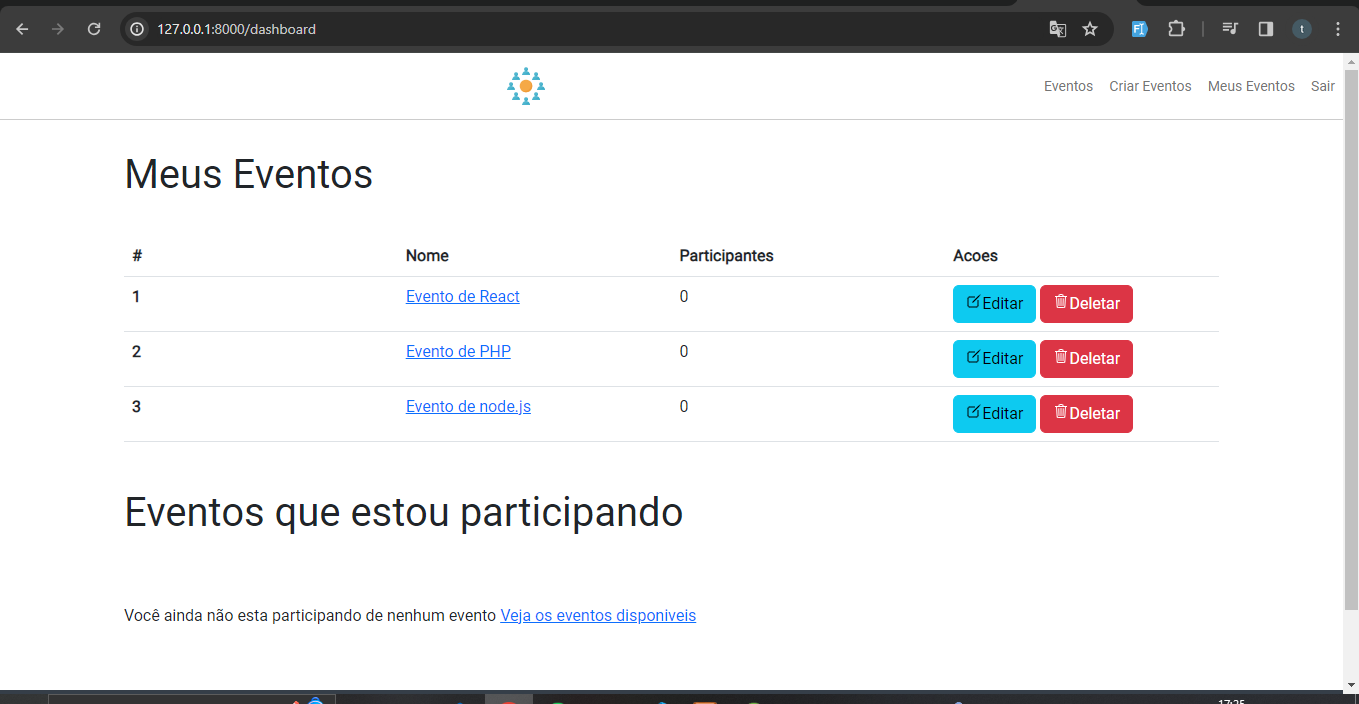 127.0.0.1:8000/dashboard
t
Eventos Criar Eventos Meus Eventos Sair
Meus Eventos
# Nome Participantes Acoes
1 Evento de React 0 Editar Deletar
2 Evento de PHP 0 Editar Deletar
3 Evento de node.js 0 Editar Deletar
Eventos que estou participando
Você ainda não esta participando de nenhum evento Veja os eventos disponiveis